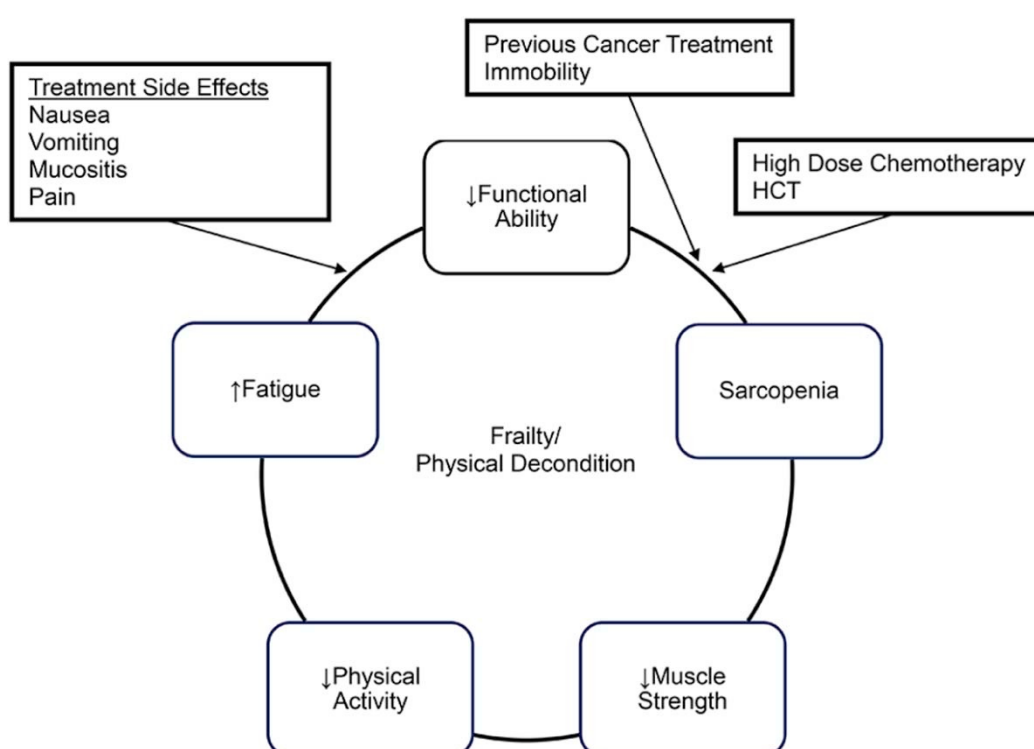 Previous Cancer Treatment
Immobility
Treatment Side Effects
Nausea
Vomiting
Mucositis
Pain
High Dose Chemotherapy
HCT
↓Functional
Ability
↑Fatigue
Sarcopenia
Frailty/
Physical Decondition
↓Physical
Activity
↓Muscle
Strength